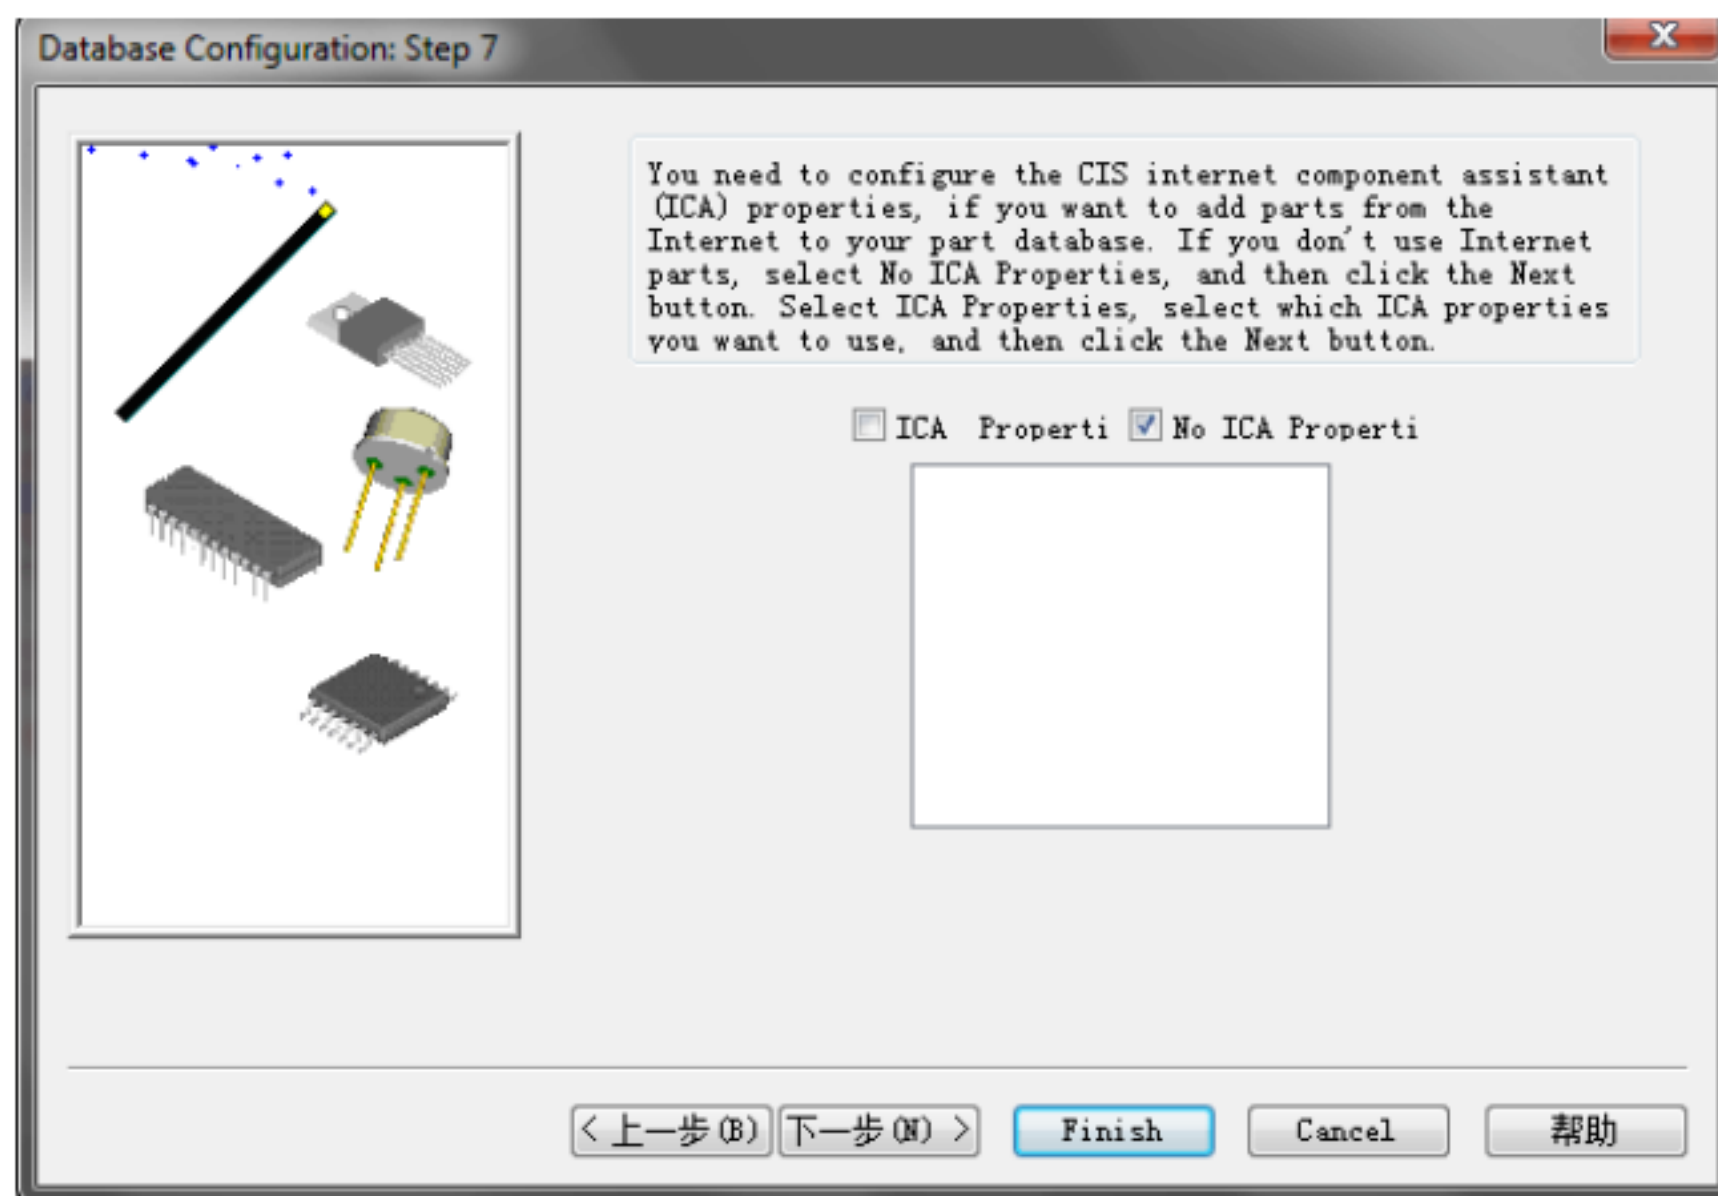 Database Configuration: Step 7
You need to configure the CIS internet component assistant
(ICA) properties, if you want to add parts from the
Internet to your part database. If you don't use Internet
parts, select No ICA Properties, and then click the Next
button. Select ICA Properties, select which ICA properties
you want to use, and then click the Next button.
ICA Properti No ICA Properti
< 上一步(B) 下一步(N) > Finish Cancel 帮助